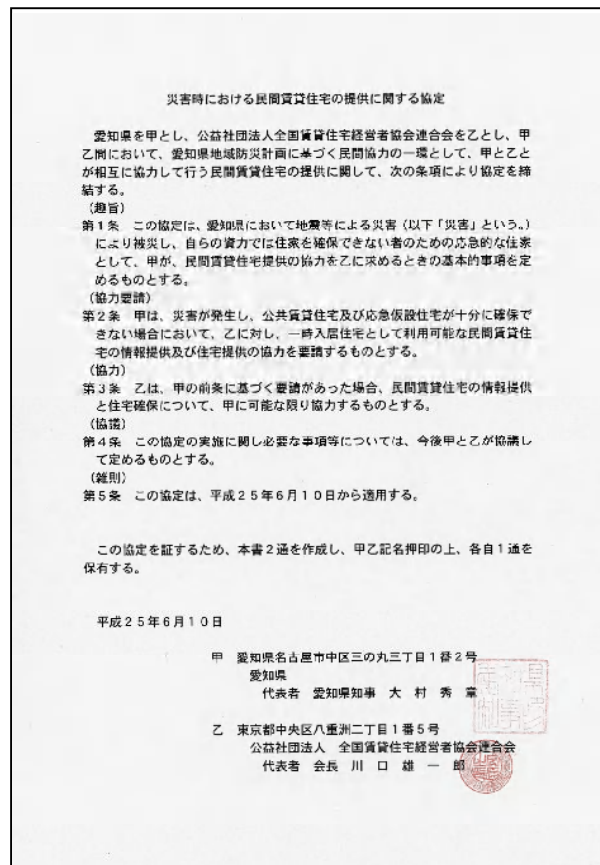 災害時における民間賃貸住宅の提供に関する協定
愛知県を甲とし、公益社団法人全国賃貸住宅経営者協会連合会を乙とし、甲
乙間において、愛知県地域防災計画に基づく民間協力の一環として、甲と乙と
が相互に協力して行う民間賃貸住宅の提供に関して、次の条項により協定を締
結する。
(趣旨)
第1条 この協定は、愛知県において地震等による災害(以下「災害」という。)
により被災し、自らの資力では住家を確保できない者のための応急的な住家
として、甲が、民間賃貸住宅提供の協力を乙に求めるときの基本的事項を定
めるものとする。
(協力要請)
第2条 甲は、災害が発生し、公共賃貸住宅及び応急仮設住宅が十分に確保で
きない場合において、乙に対し、一時入居住宅として利用可能な民間賃貸住
宅の情報提供及び住宅提供の協力を要請するものとする。
(協力)
第3条 乙は、甲の前条に基づく要請があった場合、民間賃貸住宅の情報提供
と住宅確保について、甲に可能な限り協力するものとする。
(協議)
第4条 この協定の実施に関し必要な事項等については、今後甲と乙が協議し
て定めるものとする。
(雑則)
第5条 この協定は、平成25年6月10日から適用する。
この協定を証するため、本書2通を作成し、甲乙記名押印の上、各自1通を
保有する。
平成25年6月10日
甲 愛知県名古屋市中区三の丸三丁目1番2号
愛知県
代表者 愛知県知事 大 村 秀 章
乙 東京都中央区八重洲二丁目1番5号
公益社団法人 全国賃貸住宅経営者協会連合会
代表者 会長 川 口 雄 一 郎